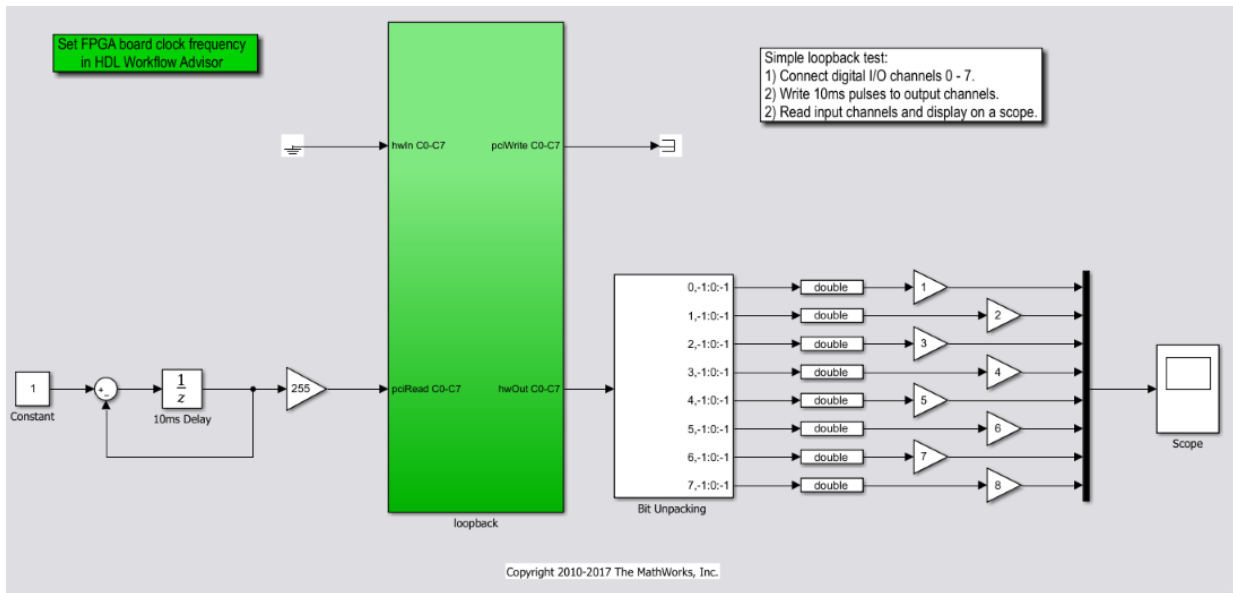 Set FPGA board clock frequency
in HDL Workflow Advisor
Simple loopback test:
1) Connect digital I/O channels 0 - 7.
2) Write 10ms pulses to output channels.
2) Read input channels and display on a scope.
hwIn C0-C7
pciWrite C0-C7
0,-1:0:-1
double
1
1,-1:0:-1
double
2
2,-1:0:-1
double
3
3,-1:0:-1
double
4
1
Constant
+
−
1
z
10ms Delay
255
pciRead C0-C7
hwOut C0-C7
4,-1:0:-1
double
5
5,-1:0:-1
double
6
6,-1:0:-1
double
7
7,-1:0:-1
double
8
Scope
Bit Unpacking
loopback
Copyright 2010-2017 The MathWorks, Inc.